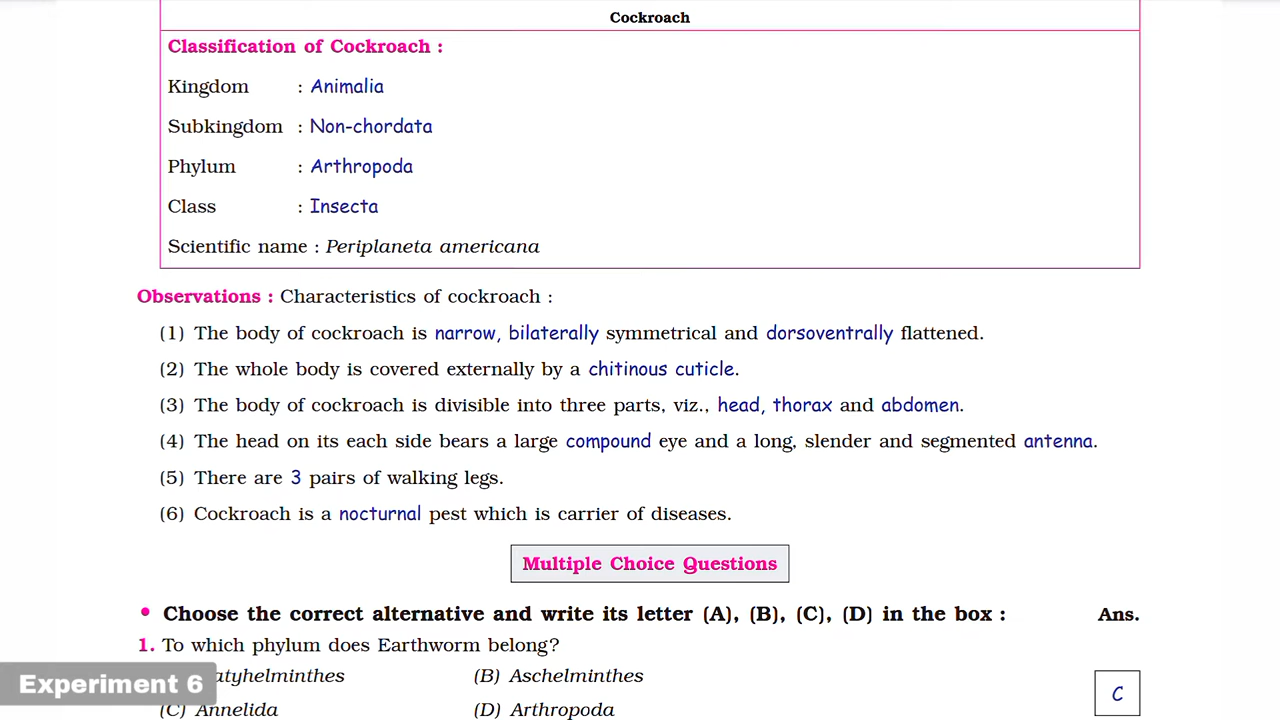 Cockroach
Classification of Cockroach :
Kingdom : Animalia
Subkingdom : Non-chordata
Phylum : Arthropoda
Class : Insecta
Scientific name : Periplaneta americana
Observations : Characteristics of cockroach :
(1) The body of cockroach is narrow, bilaterally symmetrical and dorsoventrally flattened.
(2) The whole body is covered externally by a chitinous cuticle.
(3) The body of cockroach is divisible into three parts, viz., head, thorax and abdomen.
(4) The head on its each side bears a large compound eye and a long, slender and segmented antenna.
(5) There are 3 pairs of walking legs.
(6) Cockroach is a nocturnal pest which is carrier of diseases.
Multiple Choice Questions
• Choose the correct alternative and write its letter (A), (B), (C), (D) in the box : Ans.
1. To which phylum does Earthworm belong?
atyhelminthes (B) Aschelminthes
Experiment 6 C
(C) Annelida (D) Arthropoda